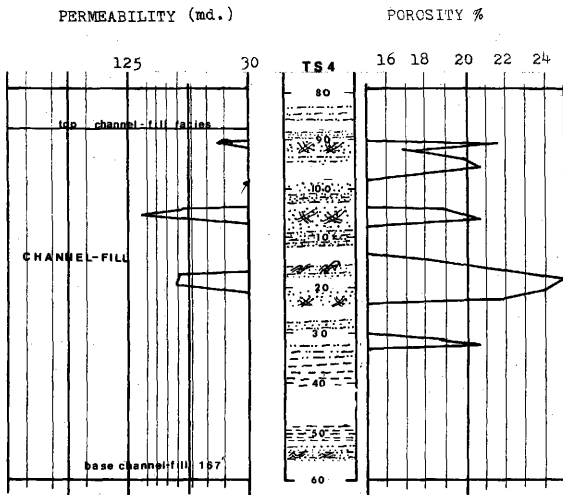 PERMEABILITY (md.)
POROSITY %
125 30
TS4
16 18 20 22 24
80
top channel-fill facies
90
100
10
CHANNEL-FILL
20
30
40
50
base channel-fill 167'
60